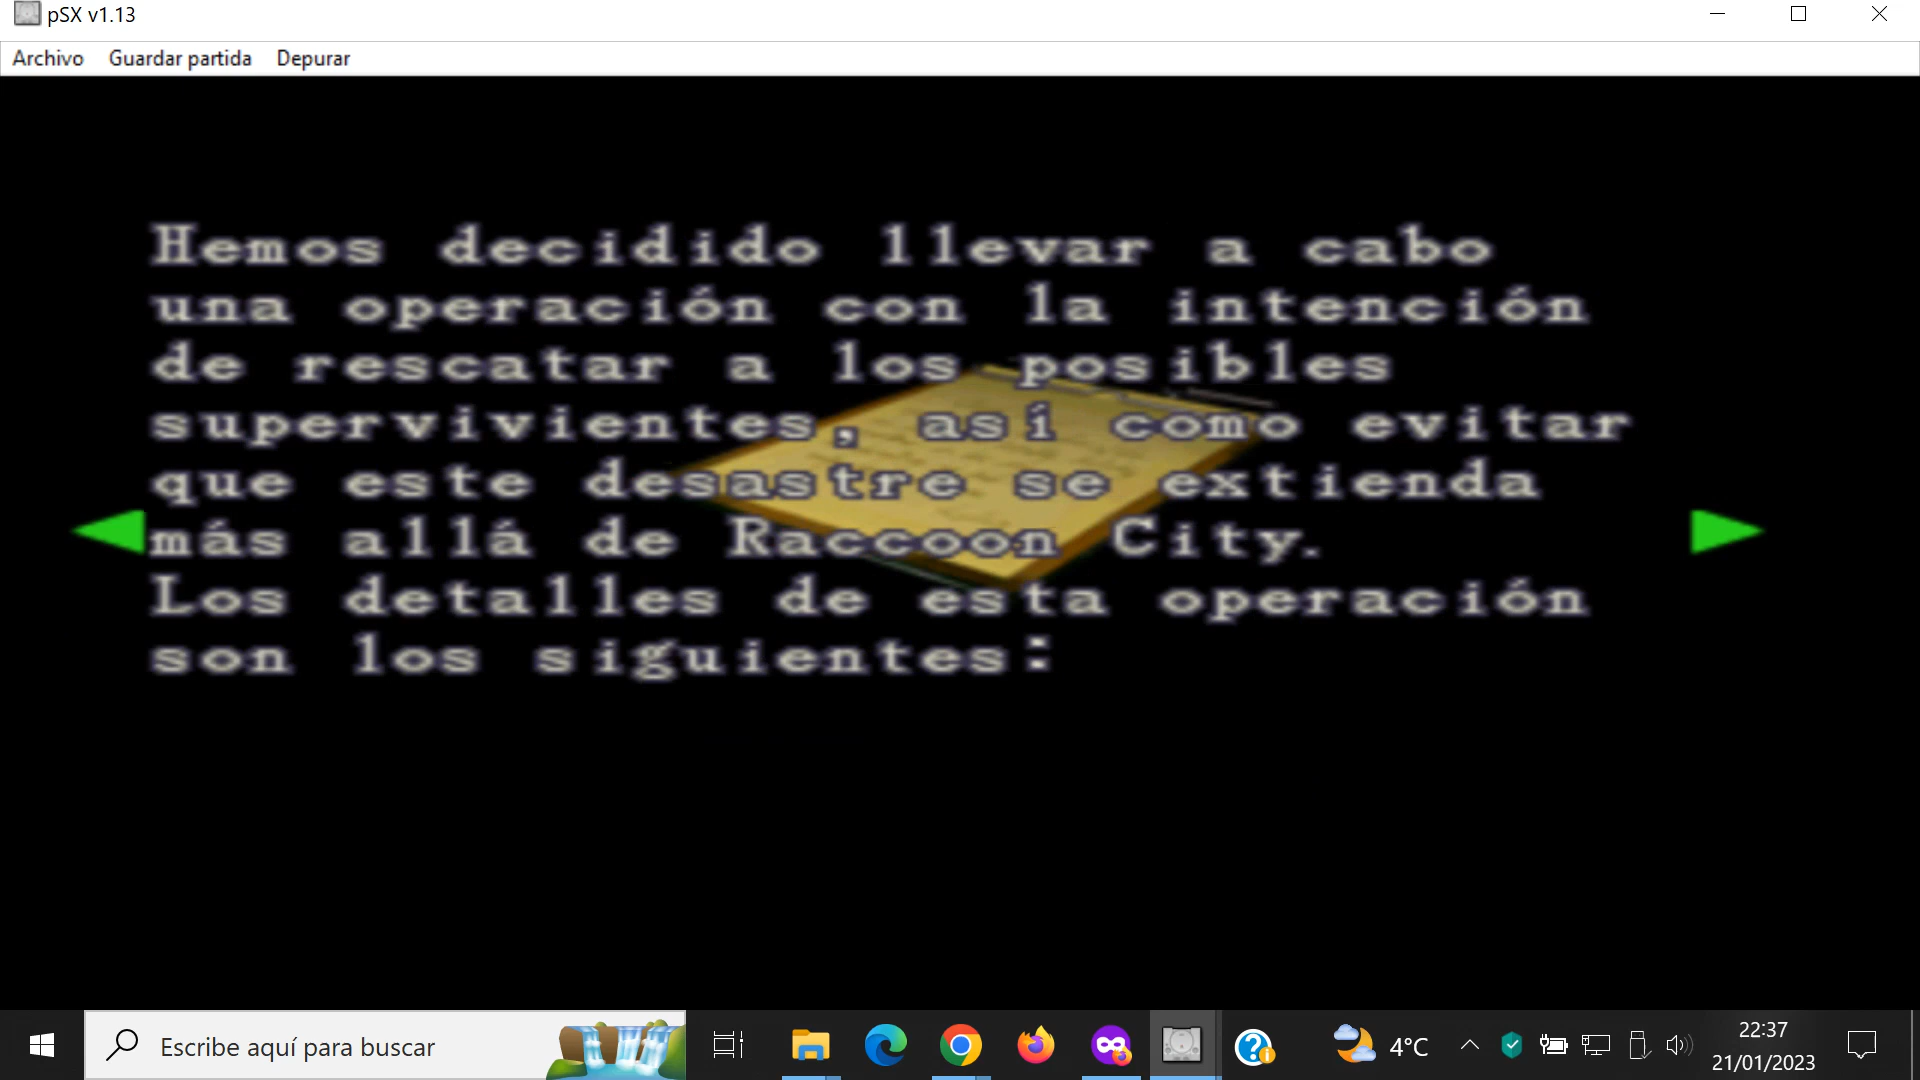 pSX v1.13
Archivo Guardar partida Depurar
Hemos decidido llevar a cabo
una operación con la intención
de rescatar a los posibles
supervivientes, así como evitar
que este desastre se extienda
más allá de Raccoon City.
Los detalles de esta operación
son los siguientes:
Escribe aquí para buscar
4°C
22:37
21/01/2023